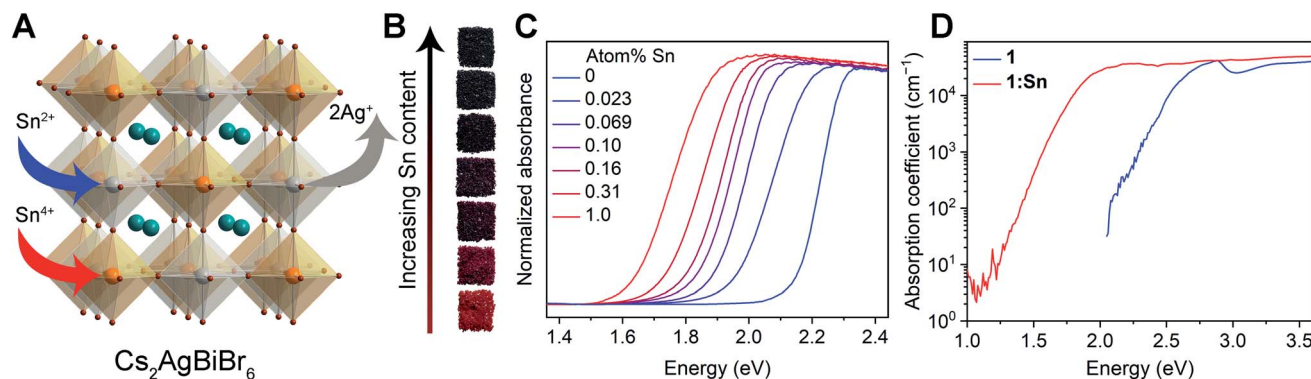 A
Sn²⁺
2Ag⁺
Sn⁴⁺
Cs₂AgBiBr₆
B
Increasing Sn content
C
Normalized absorbance
Atom% Sn
0
0.023
0.069
0.10
0.16
0.31
1.0
1.4 1.6 1.8 2.0 2.2 2.4
Energy (eV)
D
Absorption coefficient (cm⁻¹)
1
1:Sn
10⁴
10³
10²
10¹
10⁰
1.0 1.5 2.0 2.5 3.0 3.5
Energy (eV)